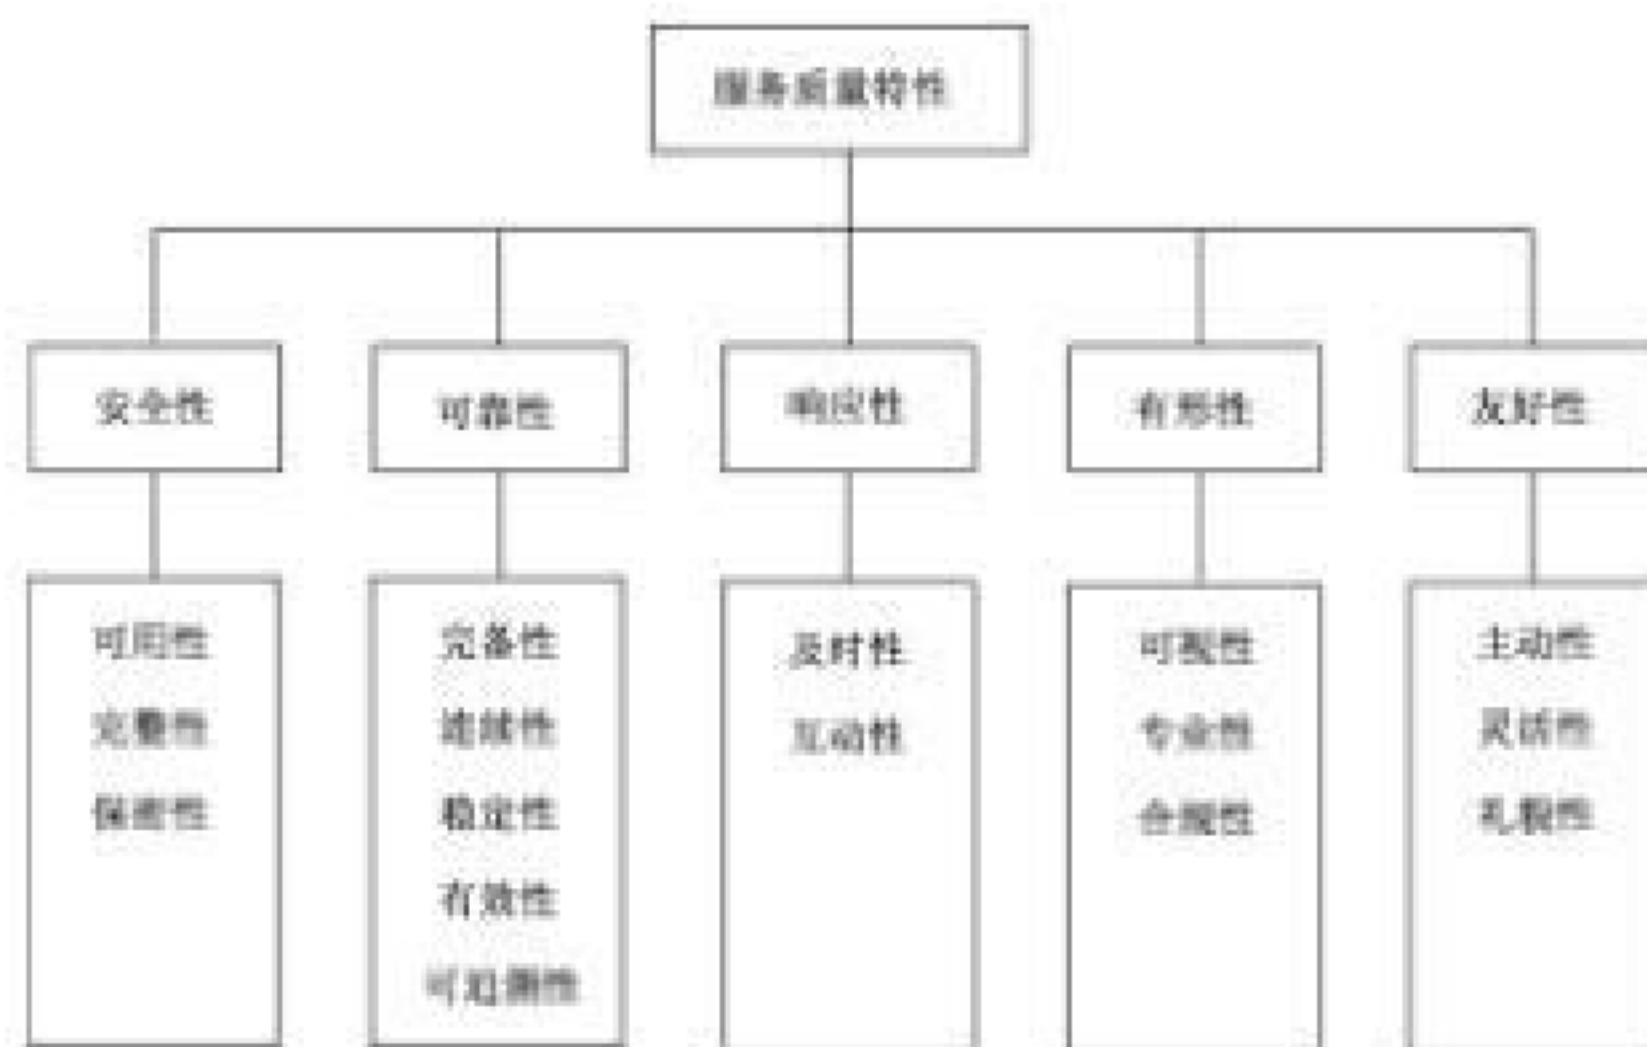 服务质量特性
安全性
可靠性
响应性
有形性
友好性
可用性
完整性
保密性
完备性
连续性
稳定性
有效性
可追溯性
及时性
互动性
可视性
专业性
合规性
主动性
灵活性
礼貌性